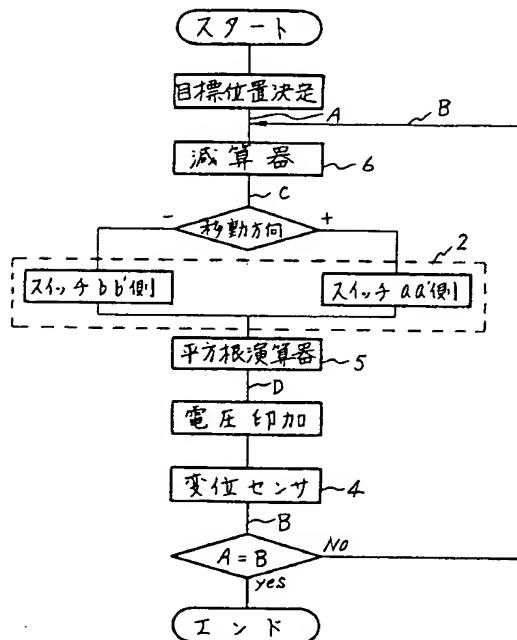 スタート
目標位置決定
A
B
減算器
6
C
- 移動方向 +
2
スイッチbb'側
スイッチaa'側
平方根演算器
5
D
電圧印加
変位センサ
4
B
A=B
NO
yes
エンド